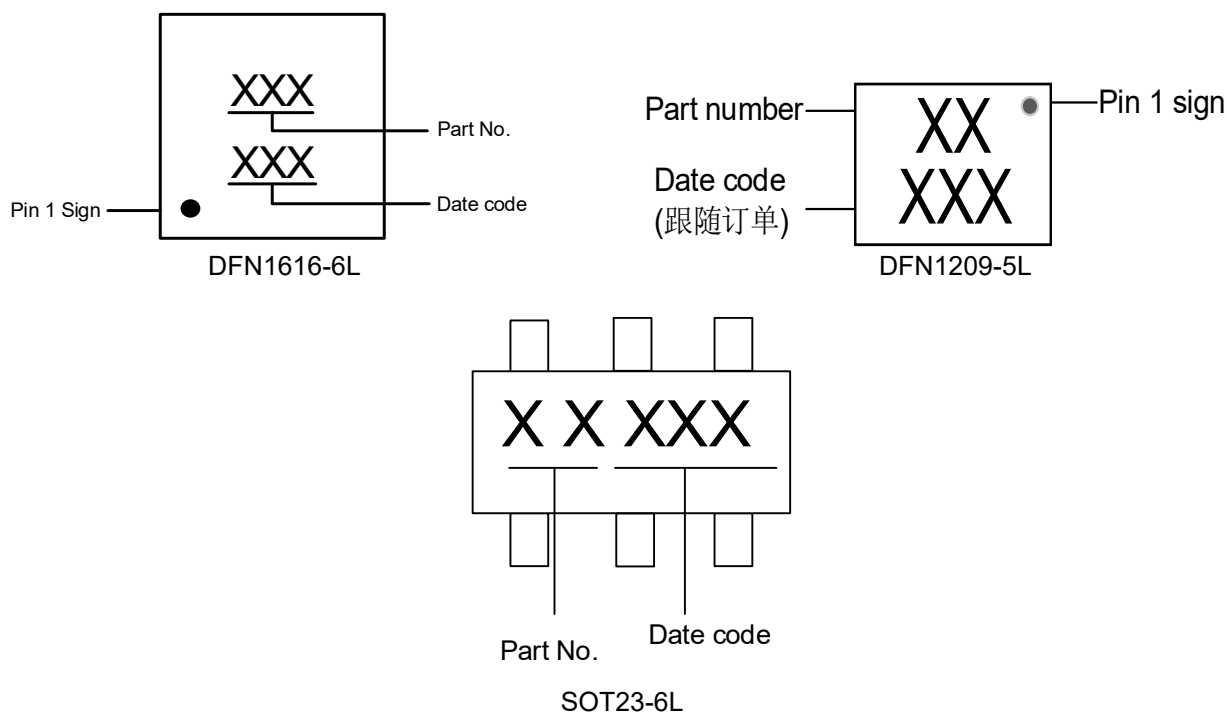 XXX
Part No.
XXX
Pin 1 Sign
Date code
DFN1616-6L
Part number
XX
Pin 1 sign
Date code
(跟随订单)
XXX
DFN1209-5L
X X XXX
Part No.
Date code
SOT23-6L